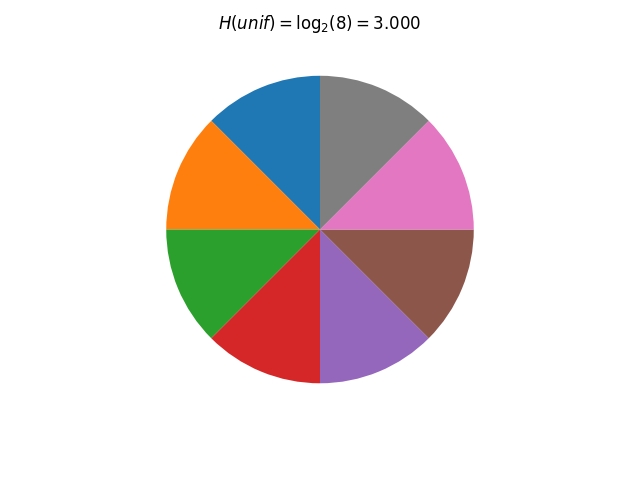 H(unif) = log₂(8) = 3.000